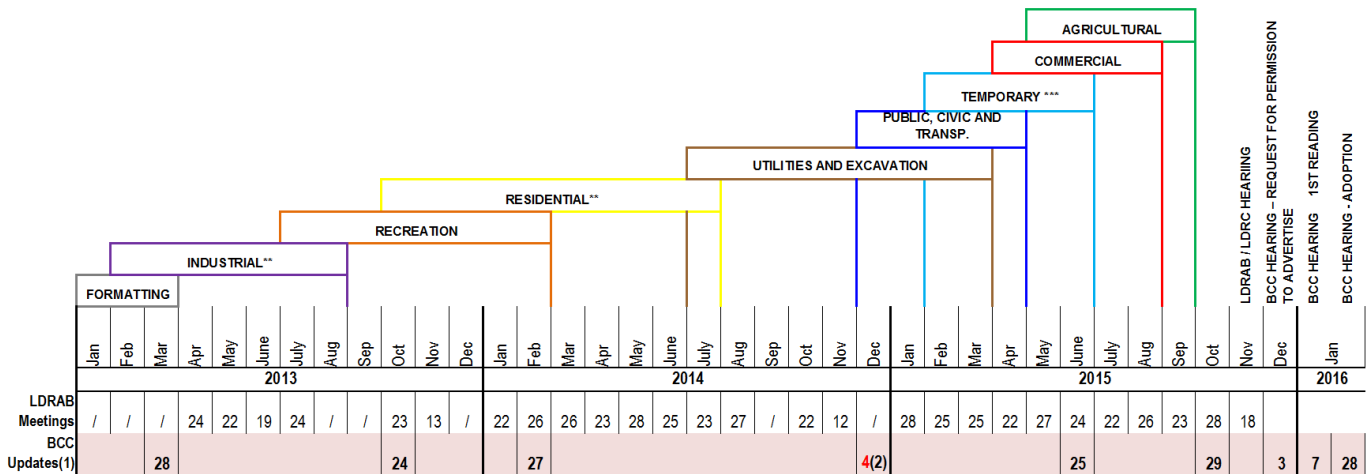 AGRICULTURAL
COMMERCIAL
TEMPORARY ***
PUBLIC, CIVIC AND
TRANSP.
UTILITIES AND EXCAVATION
RESIDENTIAL**
RECREATION
INDUSTRIAL**
FORMATTING
LDRAB / LDRC HEARING
BCC HEARING – REQUEST FOR PERMISSION
TO ADVERTISE
BCC HEARING 1ST READING
BCC HEARING - ADOPTION
Jan Feb Mar Apr May June July Aug Sep Oct Nov Dec Jan Feb Mar Apr May June July Aug Sep Oct Nov Dec Jan Feb Mar Apr May June July Aug Sep Oct Nov Dec Jan
2013 2014 2015 2016
LDRAB
Meetings / / / 24 22 19 24 / / 23 13 / 22 26 26 23 28 25 23 27 / 22 12 / 28 25 25 22 27 24 22 26 23 28 18
BCC
Updates(1) 28 24 27 4(2) 25 29 3 7 28